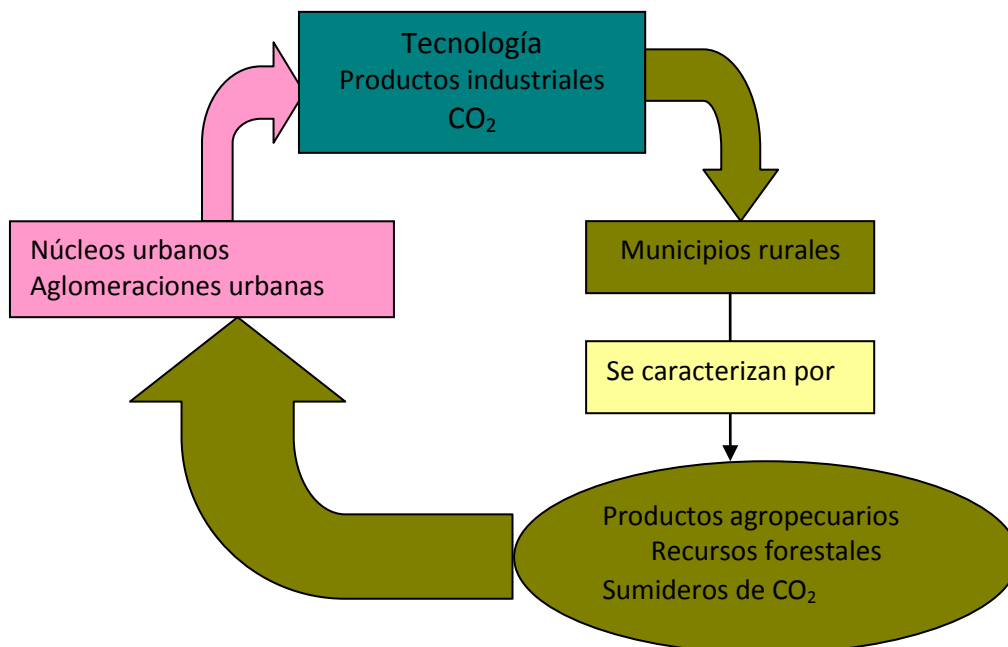 Tecnología
Productos industriales
CO₂
Núcleos urbanos
Aglomeraciones urbanas
Municipios rurales
Se caracterizan por
Productos agropecuarios
Recursos forestales
Sumideros de CO₂